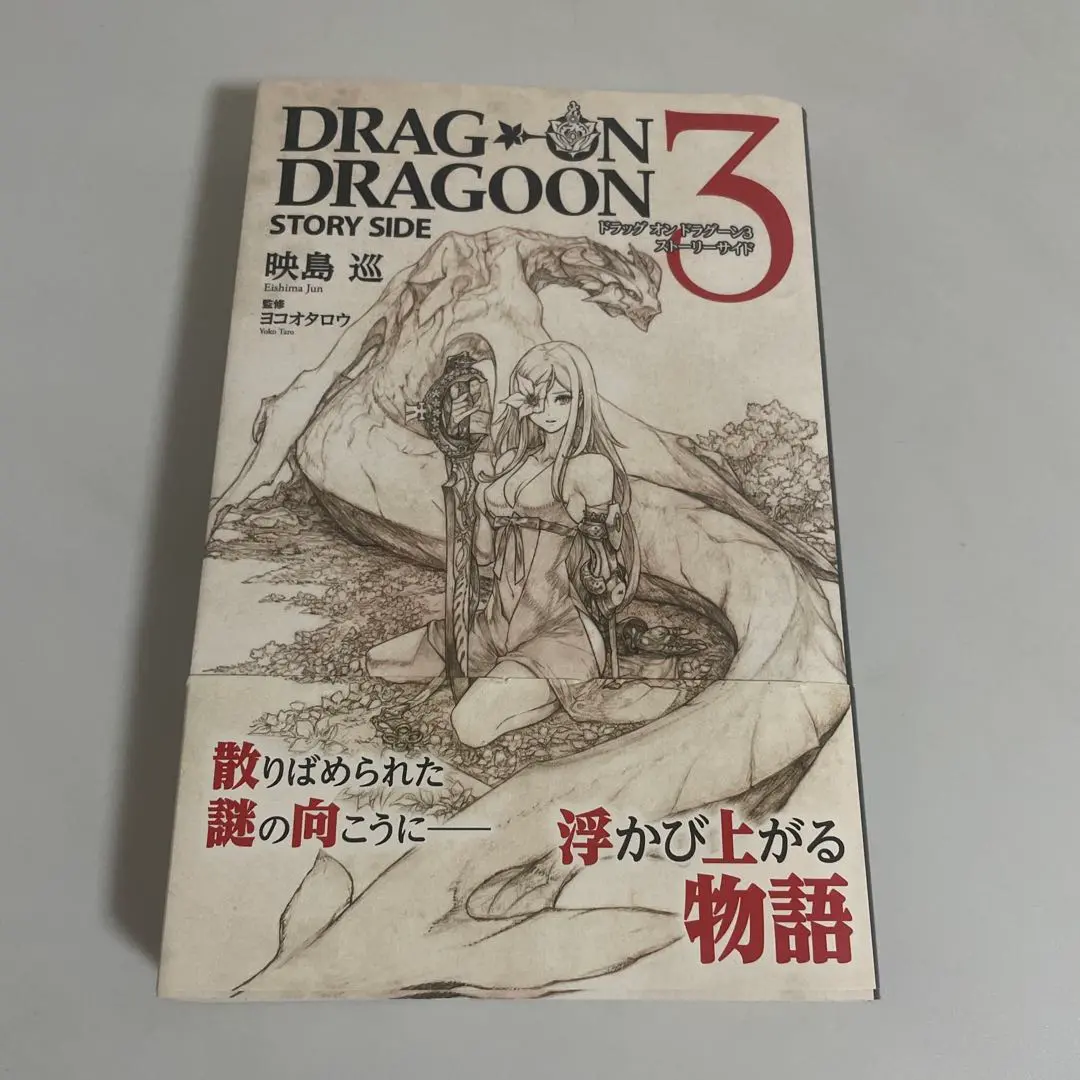 DRAG-ON
DRAGOON 3
STORY SIDE
ドラッグ オン ドラグーン3
ストーリーサイド
映島 巡
Eishima Jun
監修
ヨコオタロウ
Yoko Taro
散りばめられた
謎の向こうに──
浮かび上がる
物語